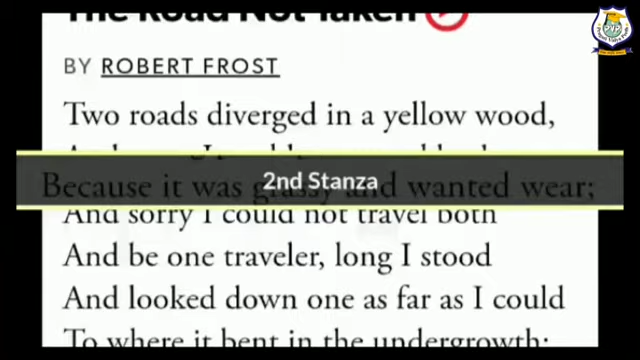 The Road Not Taken
BY ROBERT FROST
Two roads diverged in a yellow wood,
2nd Stanza
Because it was grassy and wanted wear;
And sorry I could not travel both
And be one traveler, long I stood
And looked down one as far as I could
To where it bent in the undergrowth;